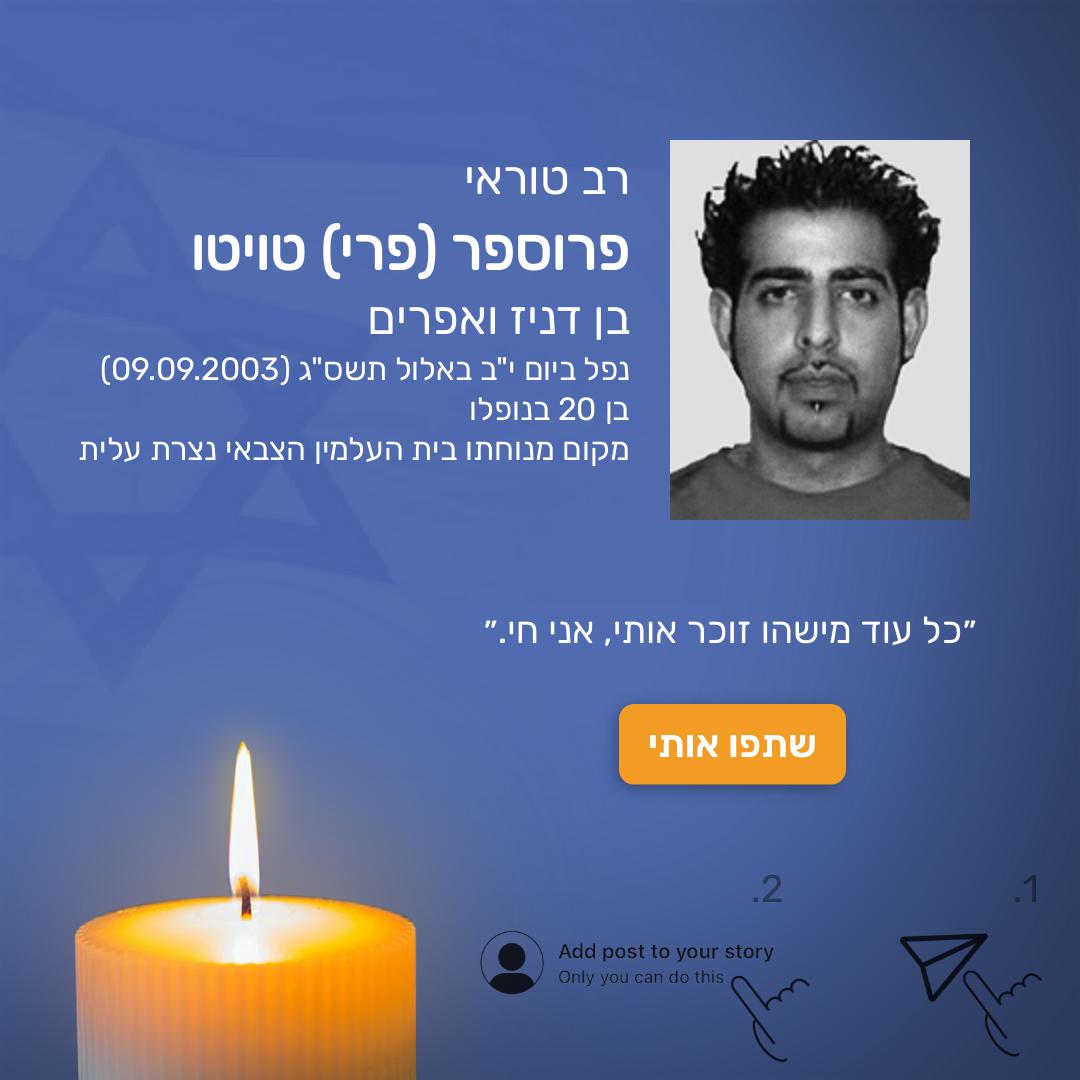 רב טוראי
פרוספר (פרי) טויטו
בן דניז ואפרים
נפל ביום י"ב באלול תשס"ג (09.09.2003)
בן 20 בנופלו
מקום מנוחתו בית העלמין הצבאי נצרת עלית
״כל עוד מישהו זוכר אותי, אני חי.״
שתפו אותי
1.
2.
Add post to your story
Only you can do this